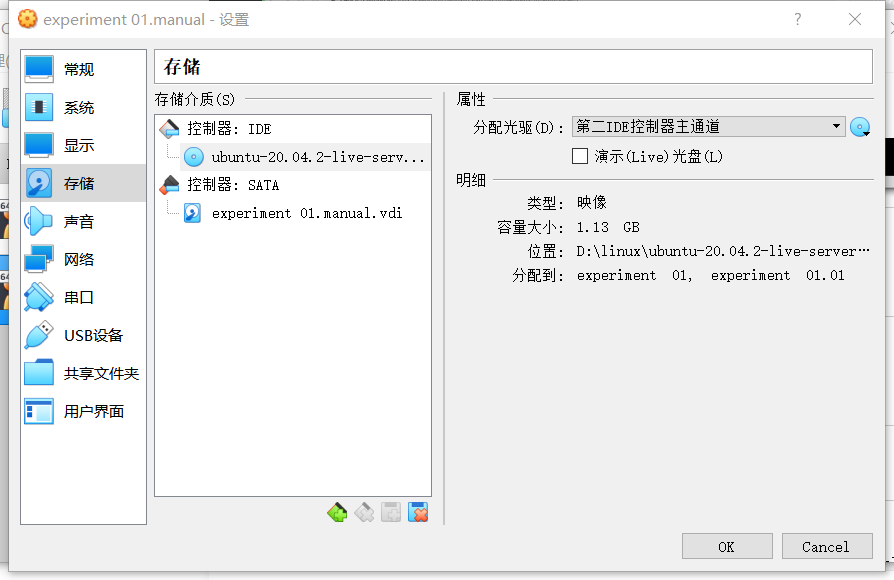 experiment 01.manual - 设置
?
常规
系统
显示
存储
声音
网络
串口
USB设备
共享文件夹
用户界面
存储
存储介质(S)
控制器: IDE
ubuntu-20.04.2-live-serv...
控制器: SATA
experiment 01.manual.vdi
属性
分配光驱(D): 第二IDE控制器主通道
演示(Live)光盘(L)
明细
类型: 映像
容量大小: 1.13 GB
位置: D:\linux\ubuntu-20.04.2-live-server…
分配到: experiment 01, experiment 01.01
OK
Cancel